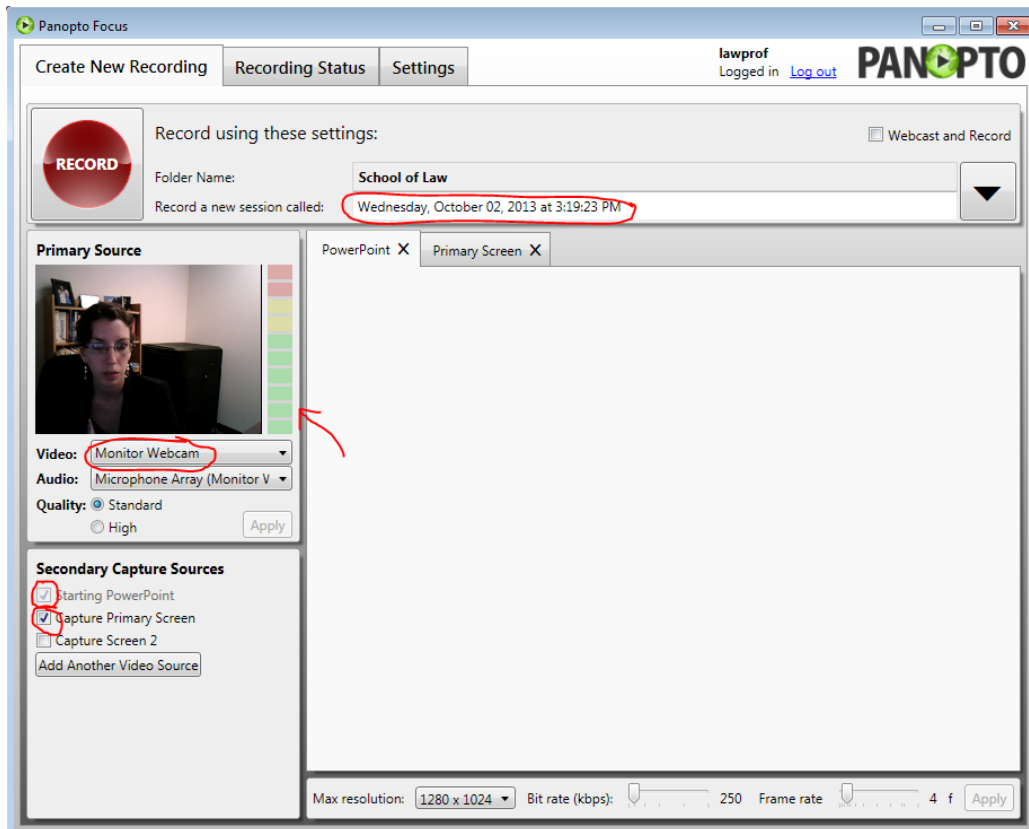 Panopto Focus
Create New Recording
Recording Status
Settings
lawprof
Logged in Log out
PANOPTO
RECORD
Record using these settings:
Webcast and Record
Folder Name: School of Law
Record a new session called: Wednesday, October 02, 2013 at 3:19:23 PM
Primary Source
PowerPoint X
Primary Screen X
Video: Monitor Webcam
Audio: Microphone Array (Monitor V
Quality: Standard
High
Apply
Secondary Capture Sources
Starting PowerPoint
Capture Primary Screen
Capture Screen 2
Add Another Video Source
Max resolution: 1280 x 1024 Bit rate (kbps): 250 Frame rate 4 f Apply